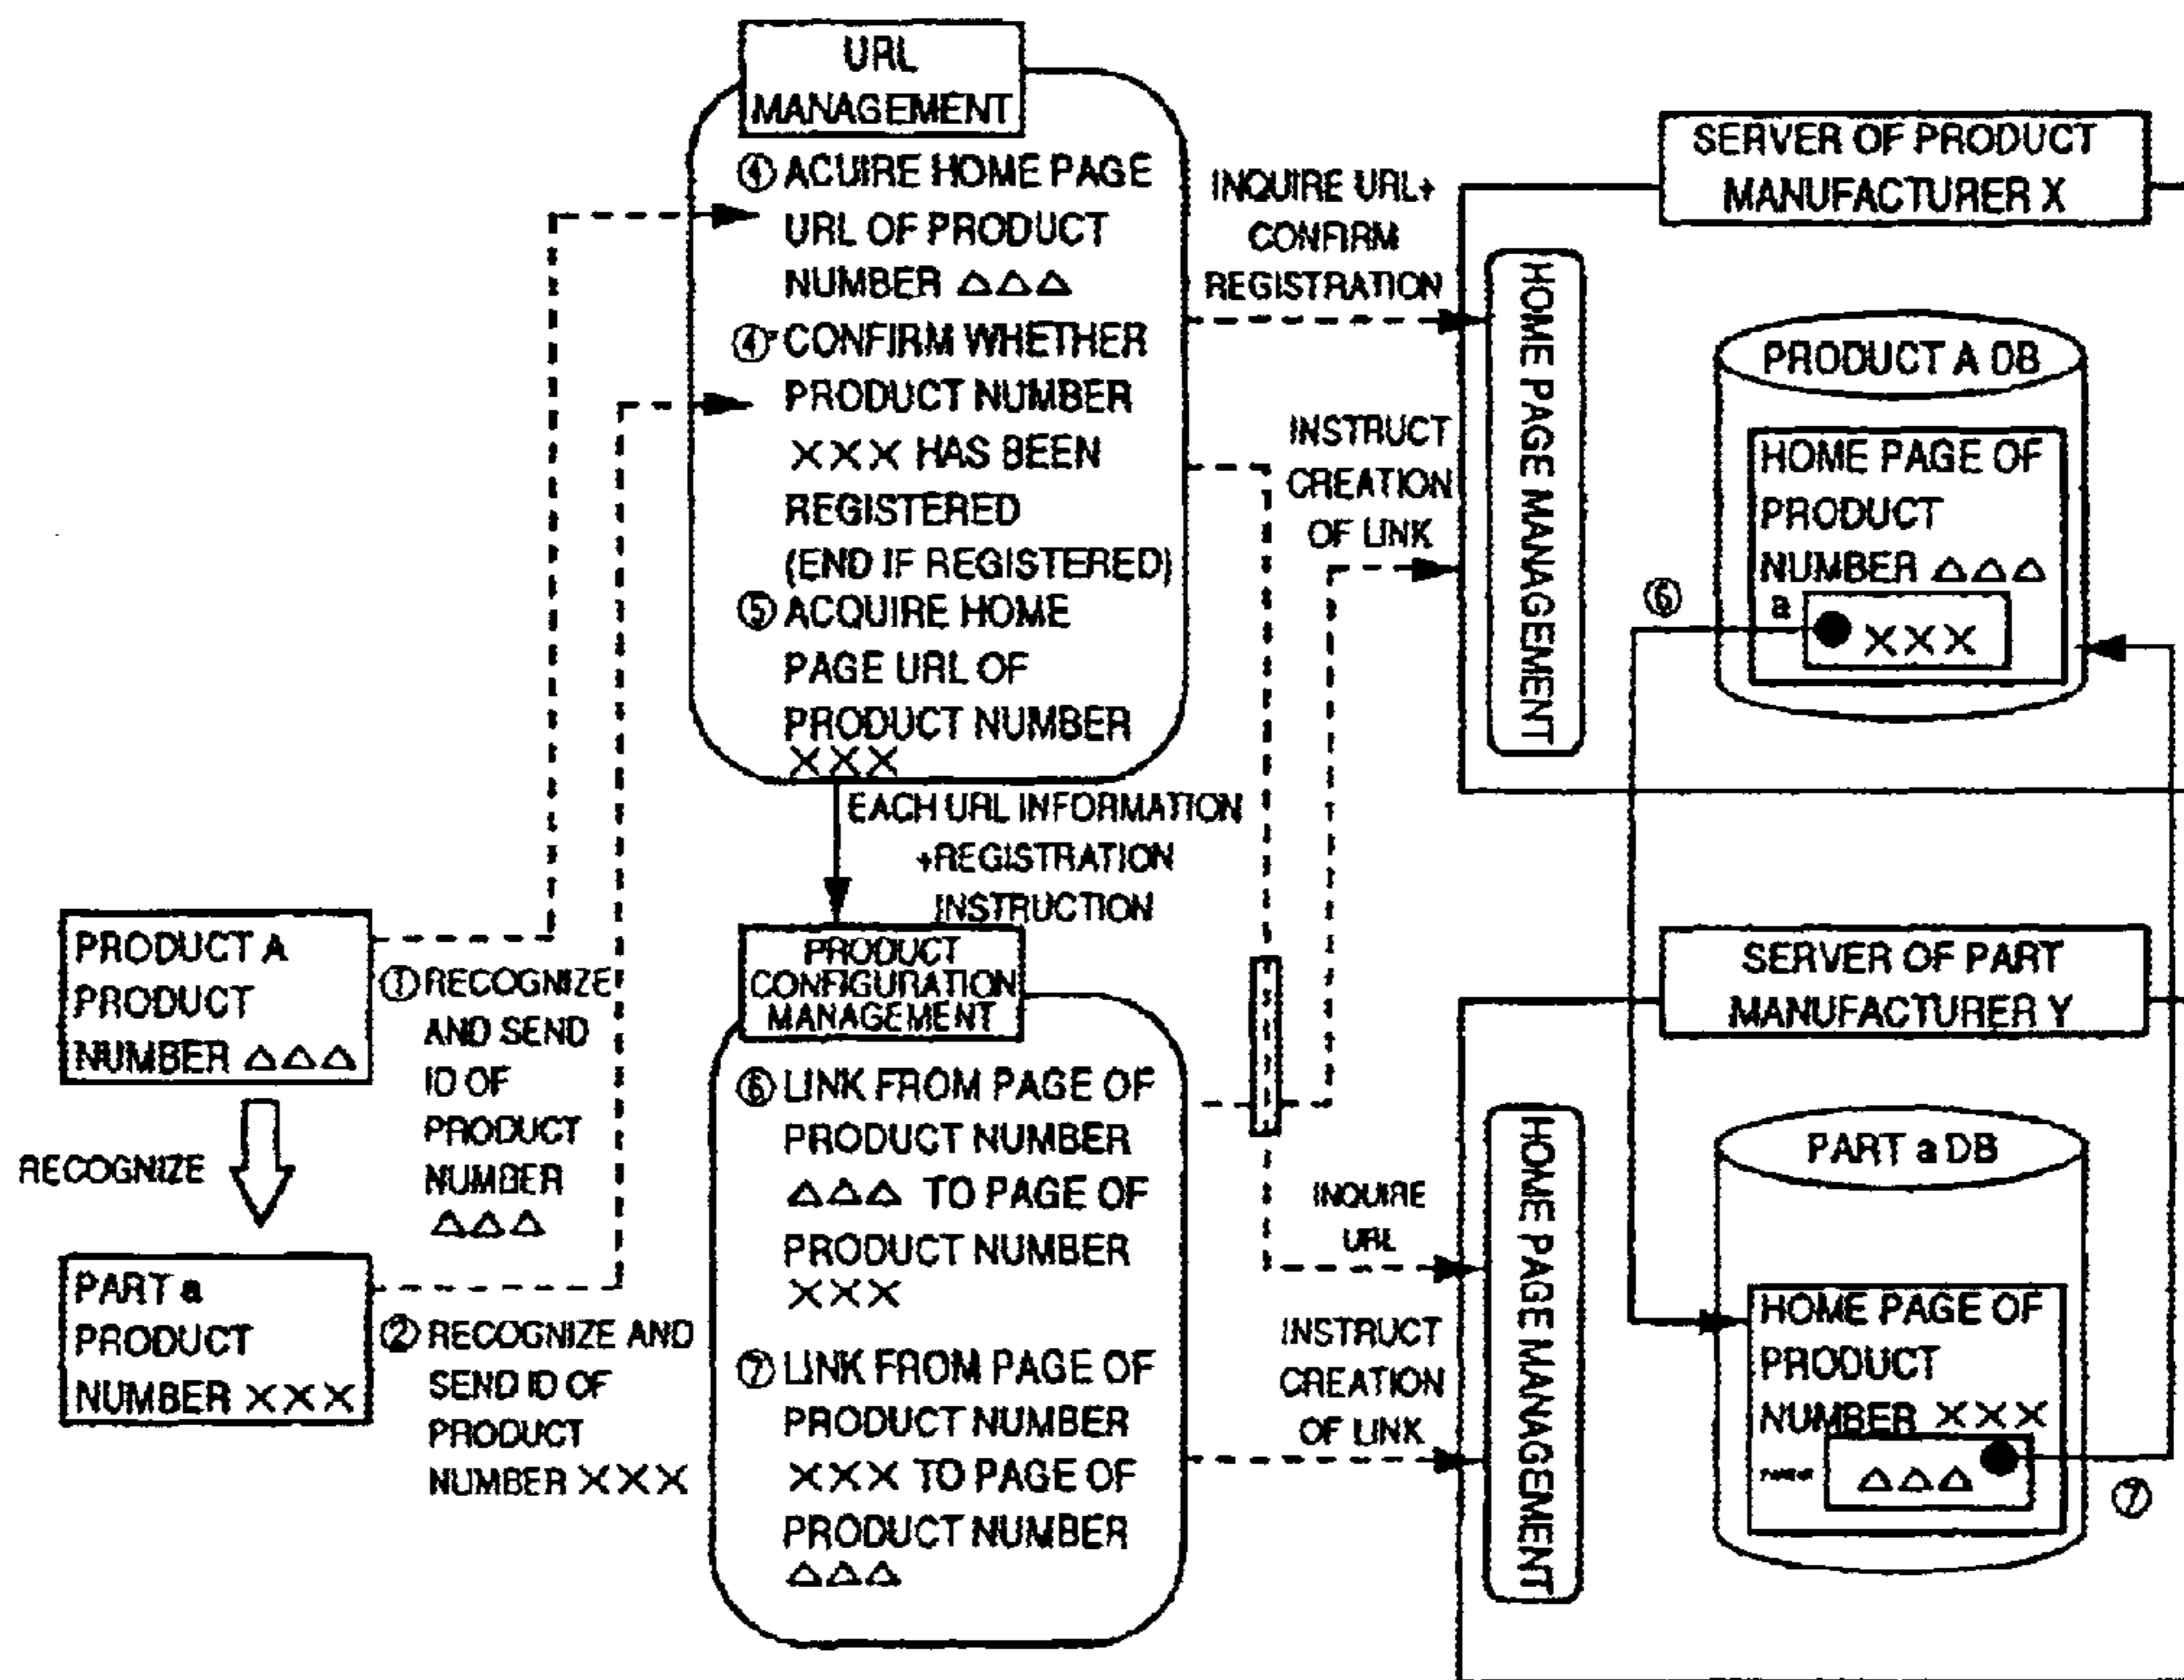 URL
MANAGEMENT
④ ACUIRE HOME PAGE
URL OF PRODUCT
NUMBER △△△
④' CONFIRM WHETHER
PRODUCT NUMBER
××× HAS BEEN
REGISTERED
(END IF REGISTERED)
⑤ ACQUIRE HOME
PAGE URL OF
PRODUCT NUMBER
×××
EACH URL INFORMATION
+REGISTRATION
INSTRUCTION
PRODUCT
CONFIGURATION
MANAGEMENT
⑥ LINK FROM PAGE OF
PRODUCT NUMBER
△△△ TO PAGE OF
PRODUCT NUMBER
×××
⑦ LINK FROM PAGE OF
PRODUCT NUMBER
××× TO PAGE OF
PRODUCT NUMBER
△△△
PRODUCT A
PRODUCT
NUMBER △△△
RECOGNIZE
PART a
PRODUCT
NUMBER ×××
① RECOGNIZE
AND SEND
ID OF
PRODUCT
NUMBER
△△△
② RECOGNIZE AND
SEND ID OF
PRODUCT
NUMBER ×××
INQUIRE URL+
CONFIRM
REGISTRATION
INSTRUCT
CREATION
OF LINK
INQUIRE
URL
INSTRUCT
CREATION
OF LINK
SERVER OF PRODUCT
MANUFACTURER X
HOME PAGE MANAGEMENT
PRODUCT A DB
HOME PAGE OF
PRODUCT
NUMBER △△△
a
×××
⑥
SERVER OF PART
MANUFACTURER Y
HOME PAGE MANAGEMENT
PART a DB
HOME PAGE OF
PRODUCT
NUMBER ×××
△△△
⑦